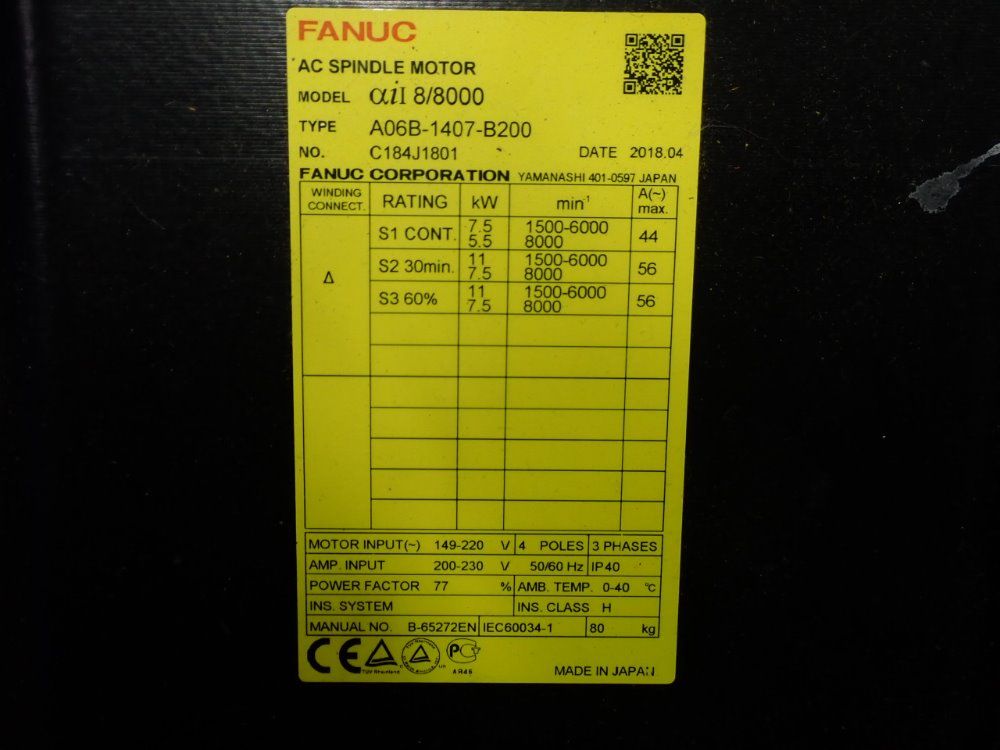 FANUC
AC SPINDLE MOTOR
MODEL αiI 8/8000
TYPE A06B-1407-B200
NO. C184J1801 DATE 2018.04
FANUC CORPORATION YAMANASHI 401-0597 JAPAN
WINDING CONNECT. RATING kW min⁻¹ A(~) max.
Δ
S1 CONT. 7.5 1500-6000 44
5.5 8000
S2 30min. 11 1500-6000 56
7.5 8000
S3 60% 11 1500-6000 56
7.5 8000
MOTOR INPUT(~) 149-220 V 4 POLES 3 PHASES
AMP. INPUT 200-230 V 50/60 Hz IP40
POWER FACTOR 77 % AMB. TEMP. 0-40 °C
INS. SYSTEM INS. CLASS H
MANUAL NO. B-65272EN IEC60034-1 80 kg
CE
TÜV Rheinland
MADE IN JAPAN